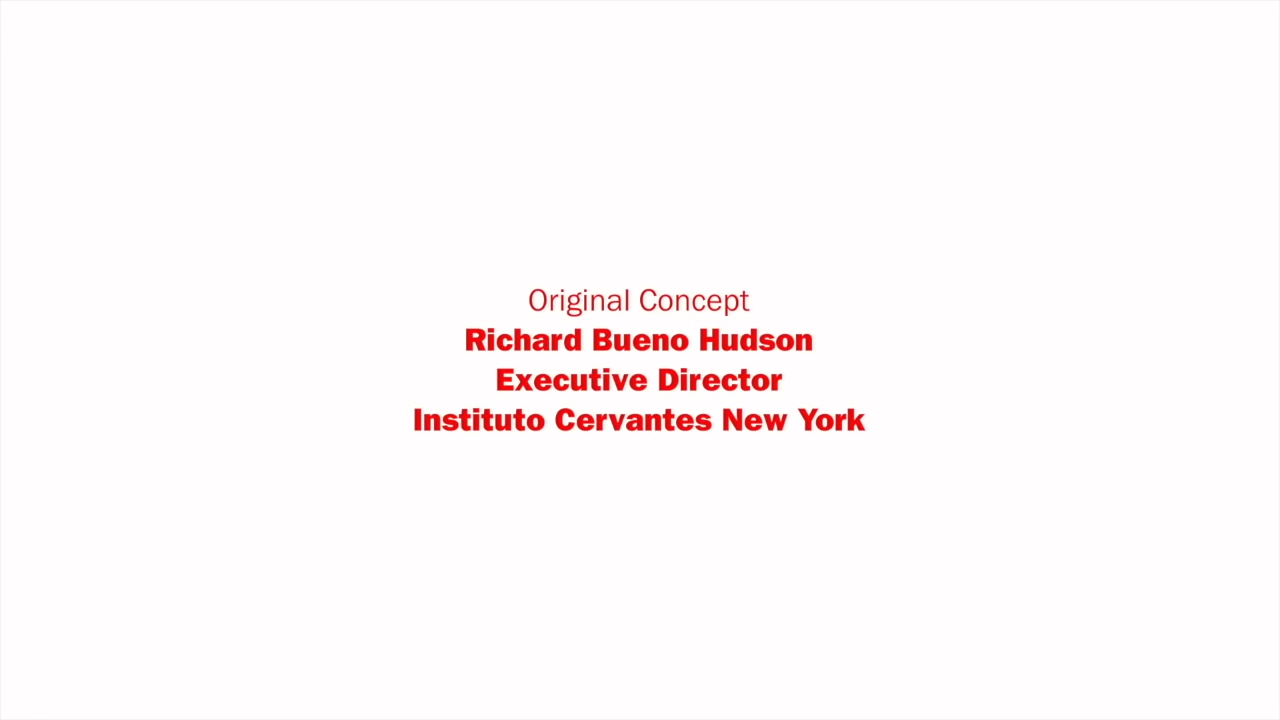 Original Concept
Richard Bueno Hudson
Executive Director
Instituto Cervantes New York